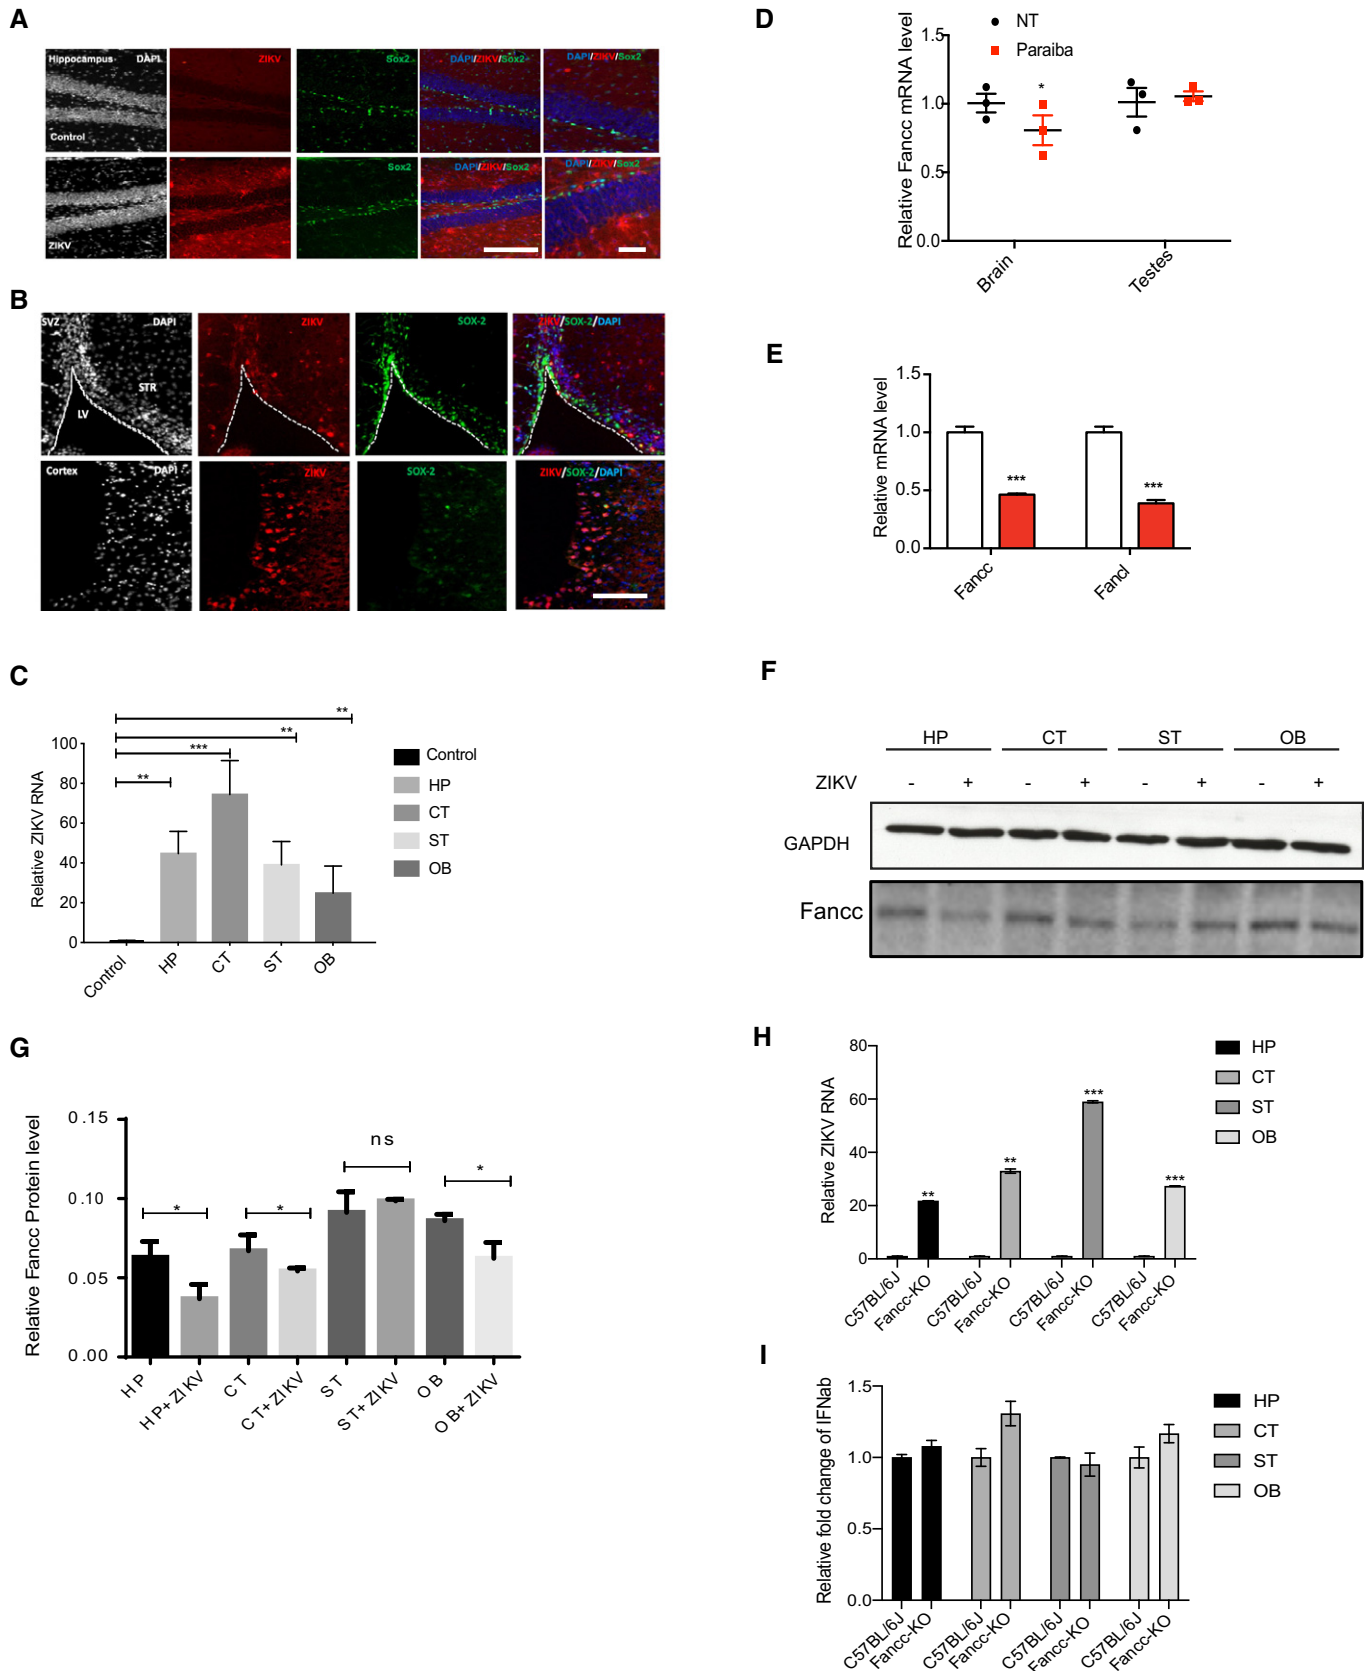 A
Hippocampus DAPI ZIKV Sox2 DAPI/ZIKV/Sox2 DAPI/ZIKV/Sox2
Control
Sox2 DAPI/ZIKV/Sox2 DAPI/ZIKV/Sox2
ZIKV
B
SVZ DAPI ZIKV SOX-2 ZIKV/SOX-2/DAPI
STR
LV
Cortex DAPI ZIKV SOX-2 ZIKV/SOX-2/DAPI
C
Relative ZIKV RNA
100
80
60
40
20
0
** *** ** **
Control HP CT ST OB
Control
HP
CT
ST
OB
D
NT
Paraiba
Relative Fancc mRNA level
1.5
1.0
0.5
0.0
*
Brain Testes
E
Relative mRNA level
1.5
1.0
0.5
0.0
*** ***
Fancc Fancl
F
HP CT ST OB
ZIKV - + - + - + - +
GAPDH
Fancc
G
Relative Fancc Protein level
0.15
0.10
0.05
0.00
* * ns *
HP HP+ZIKV CT CT+ZIKV ST ST+ZIKV OB OB+ZIKV
H
Relative ZIKV RNA
80
60
40
20
0
** ** *** ***
C57BL/6J Fancc-KO C57BL/6J Fancc-KO C57BL/6J Fancc-KO C57BL/6J Fancc-KO
HP
CT
ST
OB
I
Relative fold change of IFNab
1.5
1.0
0.5
0.0
C57BL/6J Fancc-KO C57BL/6J Fancc-KO C57BL/6J Fancc-KO C57BL/6J Fancc-KO
HP
CT
ST
OB